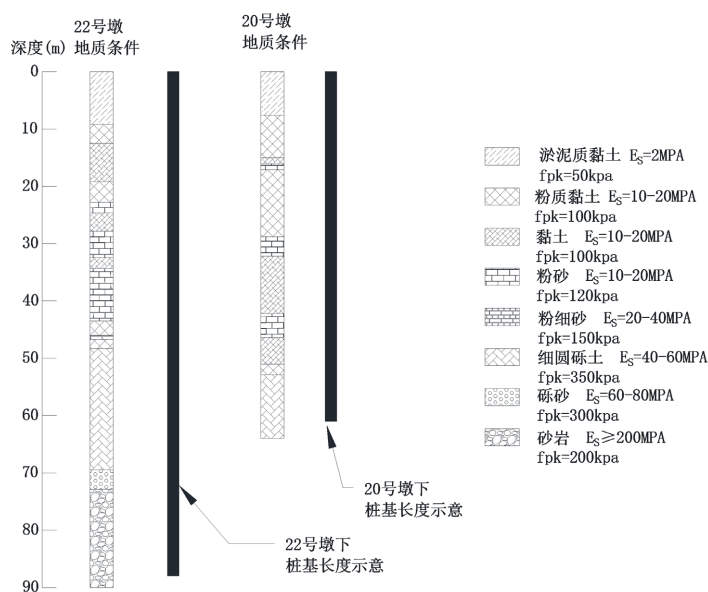 22号墩
地质条件
20号墩
地质条件
深度(m)
0
10
20
30
40
50
60
70
80
90
淤泥质黏土 ES=2MPA
fpk=50kpa
粉质黏土 ES=10-20MPA
fpk=100kpa
黏土 ES=10-20MPA
fpk=100kpa
粉砂 ES=10-20MPA
fpk=120kpa
粉细砂 ES=20-40MPA
fpk=150kpa
细圆砾土 ES=40-60MPA
fpk=350kpa
砾砂 ES=60-80MPA
fpk=300kpa
砂岩 ES≥200MPA
fpk=200kpa
20号墩下
桩基长度示意
22号墩下
桩基长度示意